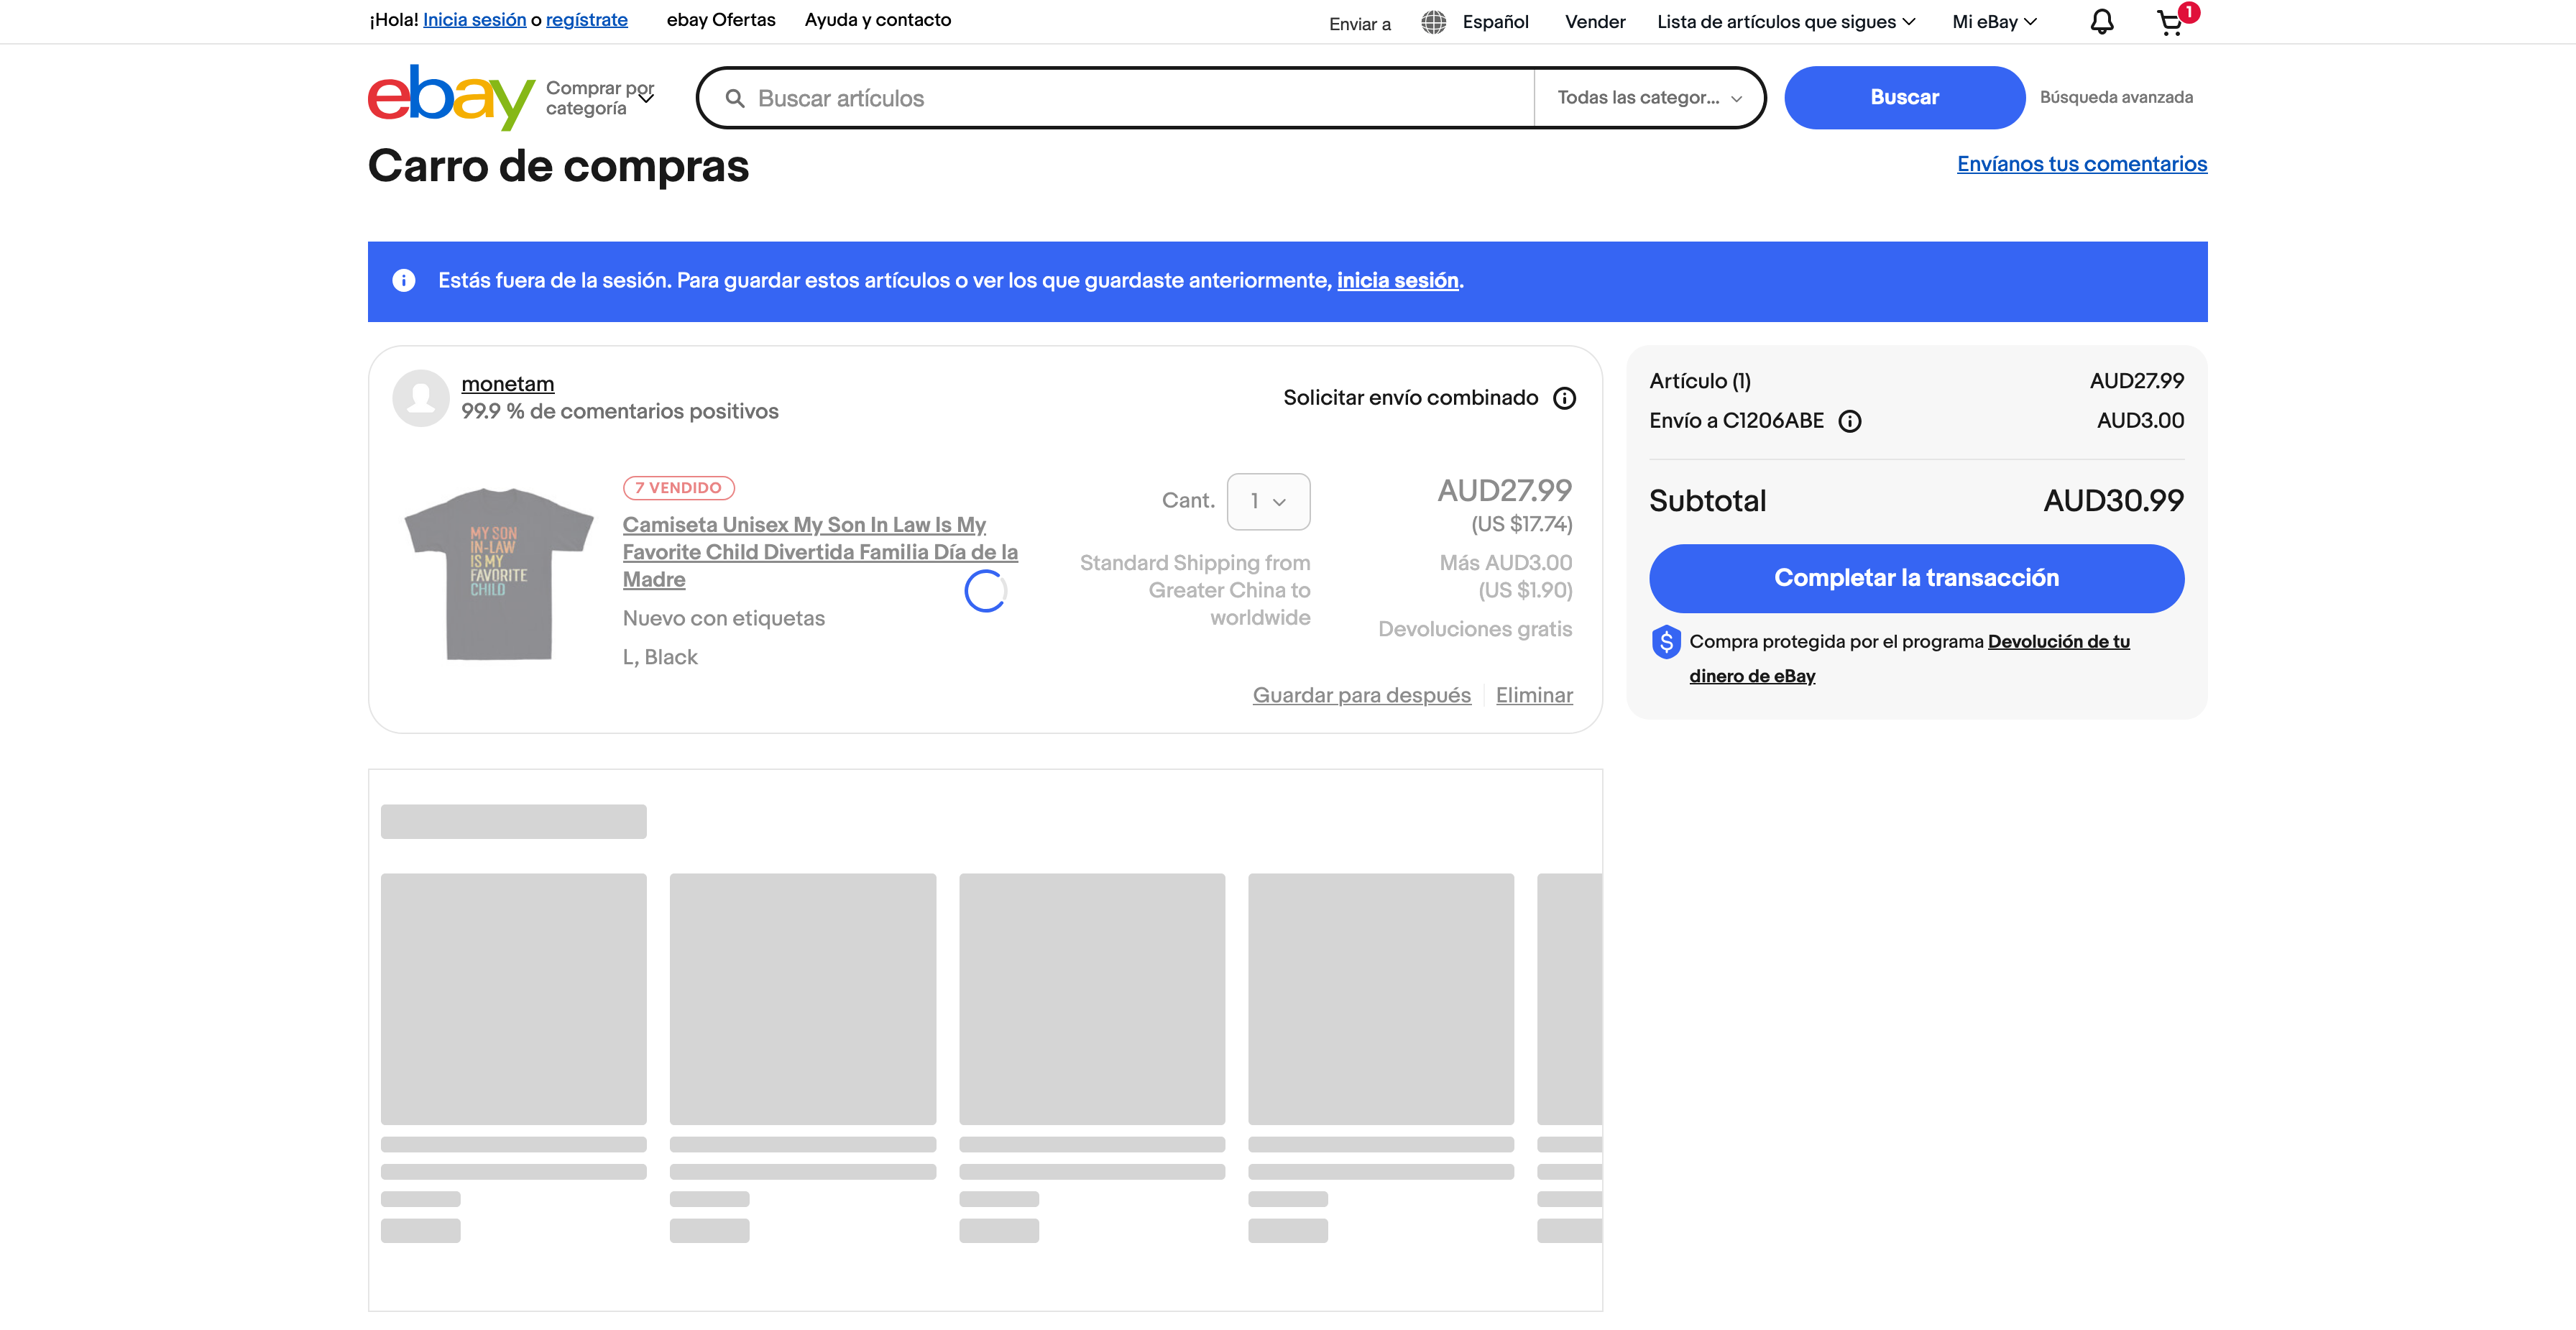 ¡Hola! Inicia sesión o regístrate
ebay Ofertas
Ayuda y contacto
Enviar a
Español
Vender
Lista de artículos que sigues
Mi eBay
1
ebay
Comprar por
categoría
Buscar artículos
Todas las categor...
Buscar
Búsqueda avanzada
Carro de compras
Envíanos tus comentarios
Estás fuera de la sesión. Para guardar estos artículos o ver los que guardaste anteriormente, inicia sesión.
monetam
99.9 % de comentarios positivos
Solicitar envío combinado
MY SON
IN-LAW
IS MY
FAVORITE
CHILD
7 VENDIDO
Camiseta Unisex My Son In Law Is My
Favorite Child Divertida Familia Día de la
Madre
Nuevo con etiquetas
L, Black
Cant.
1
Standard Shipping from
Greater China to
worldwide
AUD27.99
(US $17.74)
Más AUD3.00
(US $1.90)
Devoluciones gratis
Guardar para después
Eliminar
Artículo (1)
AUD27.99
Envío a C1206ABE
AUD3.00
Subtotal
AUD30.99
Completar la transacción
Compra protegida por el programa Devolución de tu
dinero de eBay